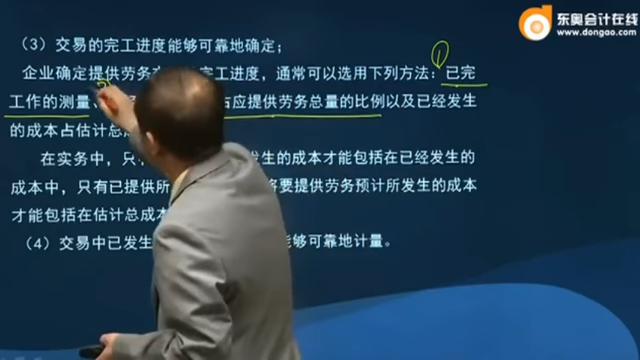 东奥会计在线
www.dongao.com
（3）交易的完工进度能够可靠地确定；
企业确定提供劳务 完工进度，通常可以选用下列方法：①已完
工作的测量 ② 占应提供劳务总量的比例以及已经发生
的成本占估计总
在实务中，只 发生的成本才能包括在已经发生的
成本中，只有已提供所 将要提供劳务预计所发生的成本
才能包括在估计总成本
（4）交易中已发生 能够可靠地计量。